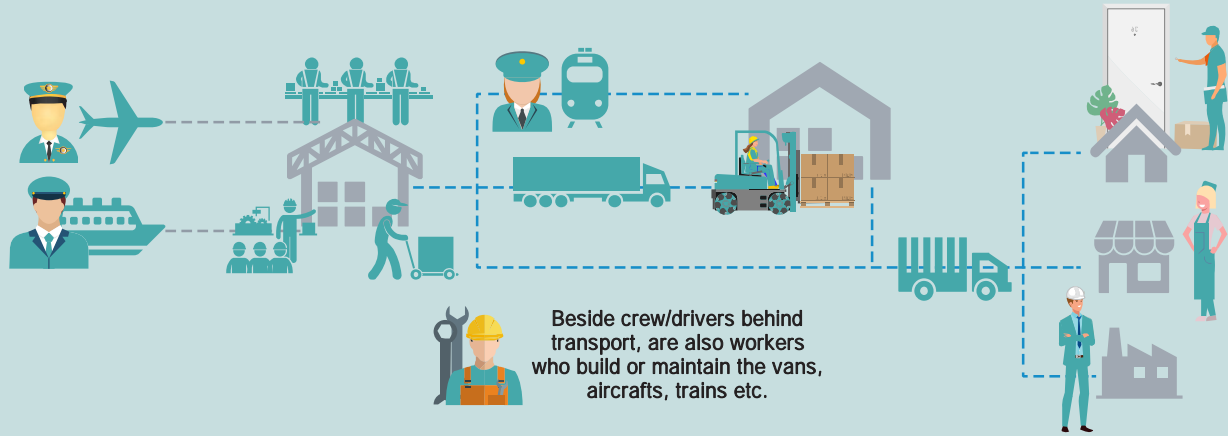 Beside crew/drivers behind
transport, are also workers
who build or maintain the vans,
aircrafts, trains etc.